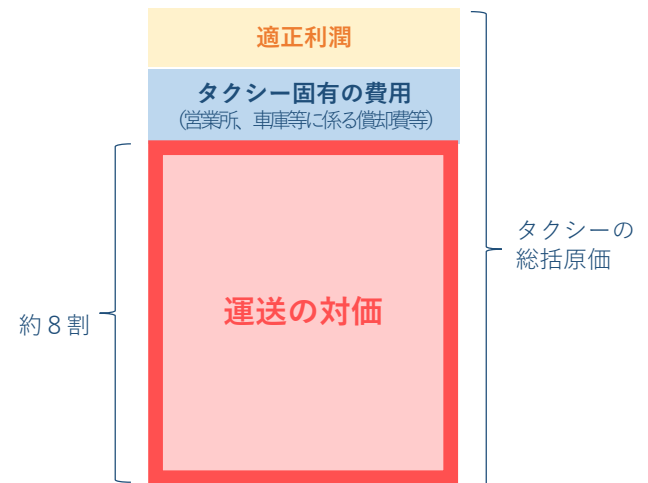 適正利潤
タクシー固有の費用
(営業所、車庫等に係る償却費等)
運送の対価
約８割
タクシーの
総括原価